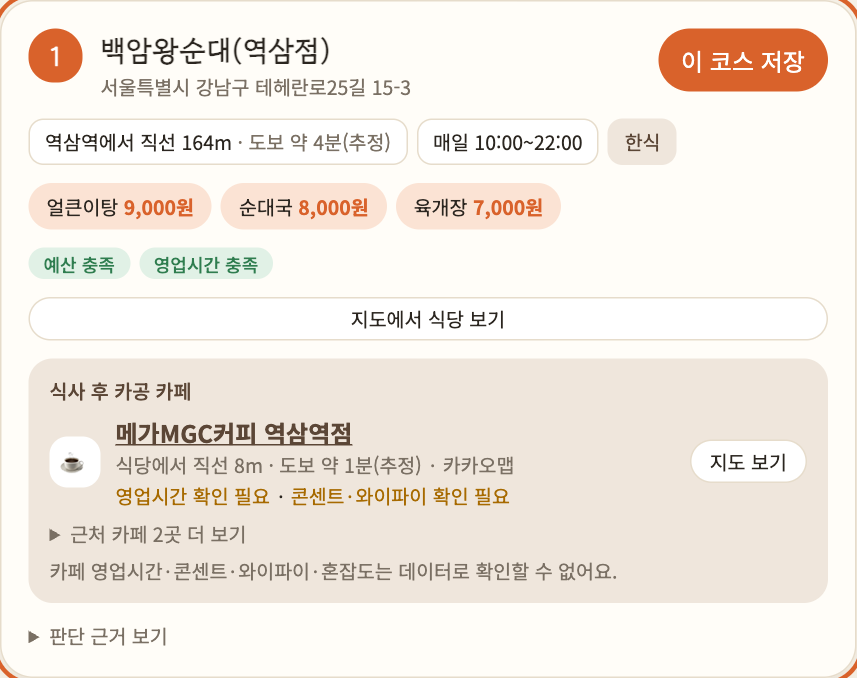 1
백암왕순대(역삼점)
서울특별시 강남구 테헤란로25길 15-3
이 코스 저장
역삼역에서 직선 164m · 도보 약 4분(추정)
매일 10:00~22:00
한식
얼큰이탕 9,000원
순대국 8,000원
육개장 7,000원
예산 충족
영업시간 충족
지도에서 식당 보기
식사 후 카공 카페
메가MGC커피 역삼역점
식당에서 직선 8m · 도보 약 1분(추정) · 카카오맵
영업시간 확인 필요 · 콘센트·와이파이 확인 필요
지도 보기
▶ 근처 카페 2곳 더 보기
카페 영업시간·콘센트·와이파이·혼잡도는 데이터로 확인할 수 없어요.
▶ 판단 근거 보기